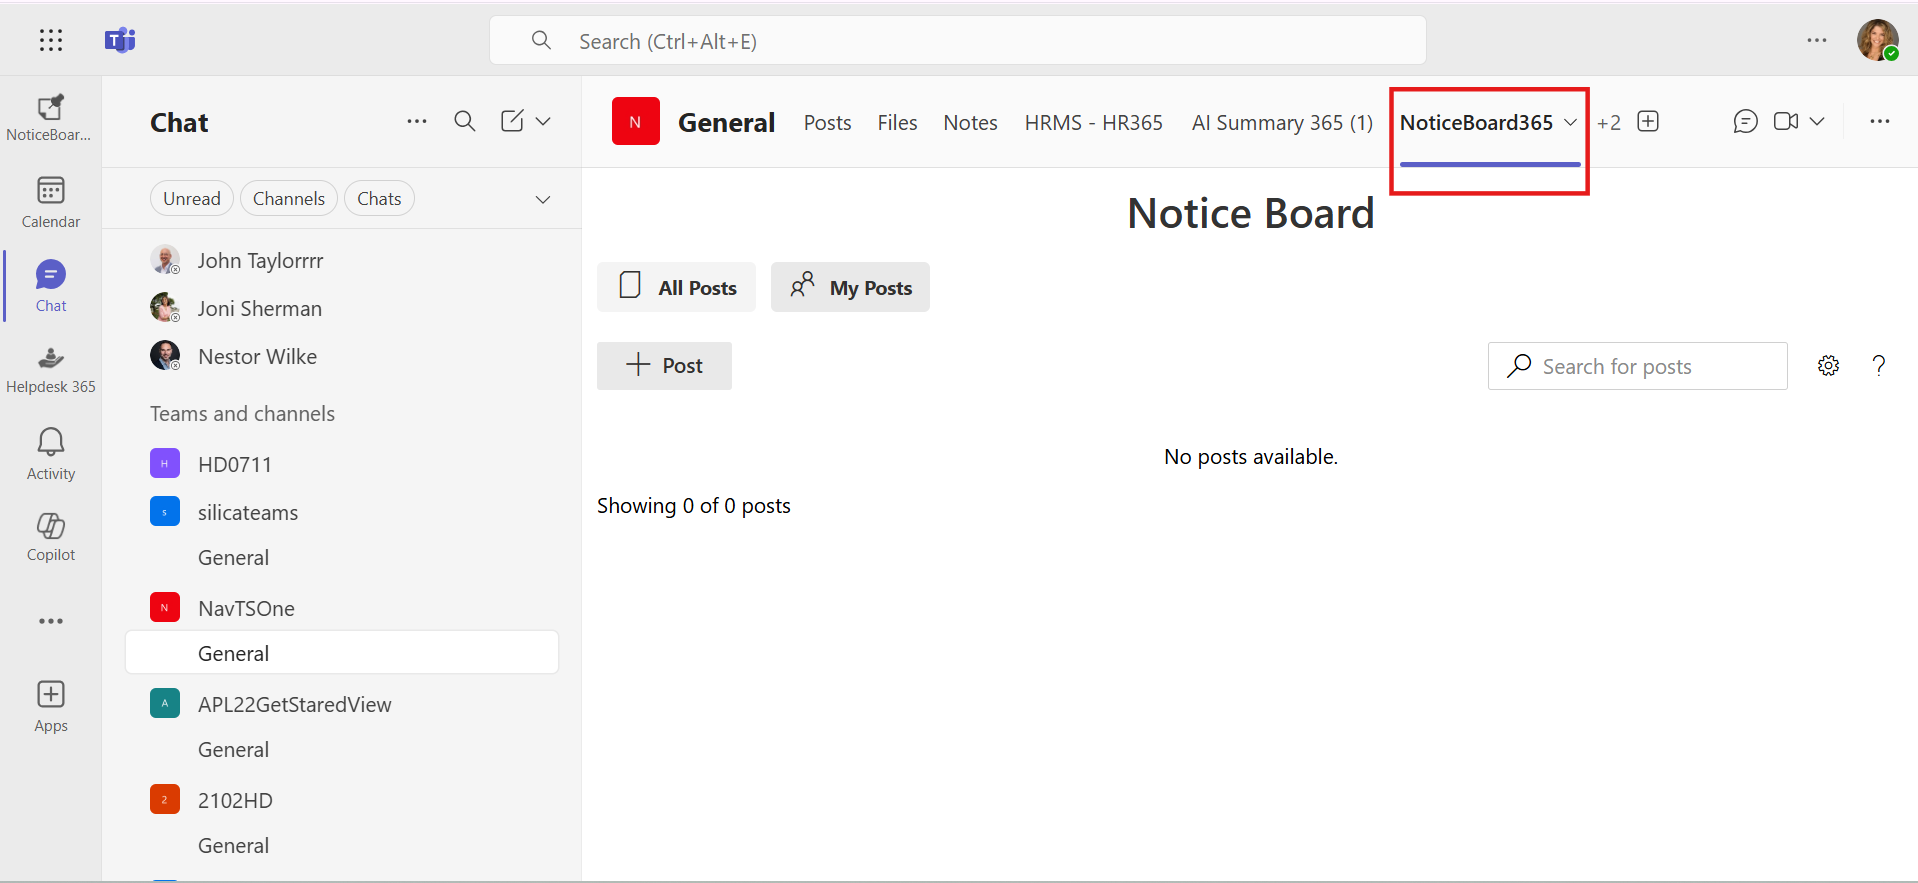 Search (Ctrl+Alt+E)
NoticeBoar...
Calendar
Chat
Helpdesk 365
Activity
Copilot
Apps
Chat
Unread Channels Chats
John Taylorrrr
Joni Sherman
Nestor Wilke
Teams and channels
H HD0711
s silicateams
General
N NavTSOne
General
A APL22GetStaredView
General
2 2102HD
General
N General Posts Files Notes HRMS - HR365 AI Summary 365 (1) NoticeBoard365 +2
Notice Board
All Posts My Posts
Post
Search for posts
?
No posts available.
Showing 0 of 0 posts